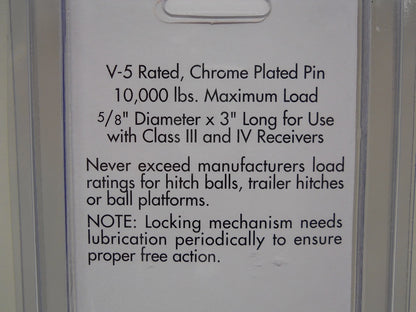 V-5 Rated, Chrome Plated Pin
10,000 lbs. Maximum Load
5/8" Diameter x 3" Long for Use
with Class III and IV Receivers
Never exceed manufacturers load
ratings for hitch balls, trailer hitches
or ball platforms.
NOTE: Locking mechanism needs
lubrication periodically to ensure
proper free action.